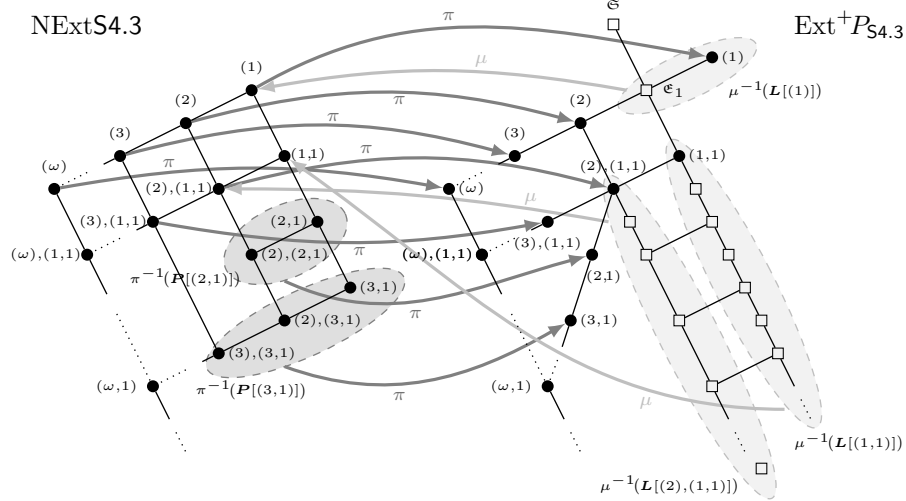 NExtS4.3
Ext⁺P_S4.3
𝔖
π
(1)
(1)
μ
(2)
𝔈₁
μ⁻¹(L[(1)])
π
(2)
(3)
π
(3)
π
(1,1)
(1,1)
(ω)
π
(2),(1,1)
(ω)
(2),(1,1)
μ
(3),(1,1)
(2,1)
(3),(1,1)
(ω),(1,1)
(2),(2,1)
π
(ω),(1,1)
(2,1)
π⁻¹(P[(2,1)])
(3,1)
π
(2),(3,1)
(3,1)
(3),(3,1)
(ω,1)
π⁻¹(P[(3,1)])
π
(ω,1)
μ
μ⁻¹(L[(1,1)])
μ⁻¹(L[(2),(1,1)])